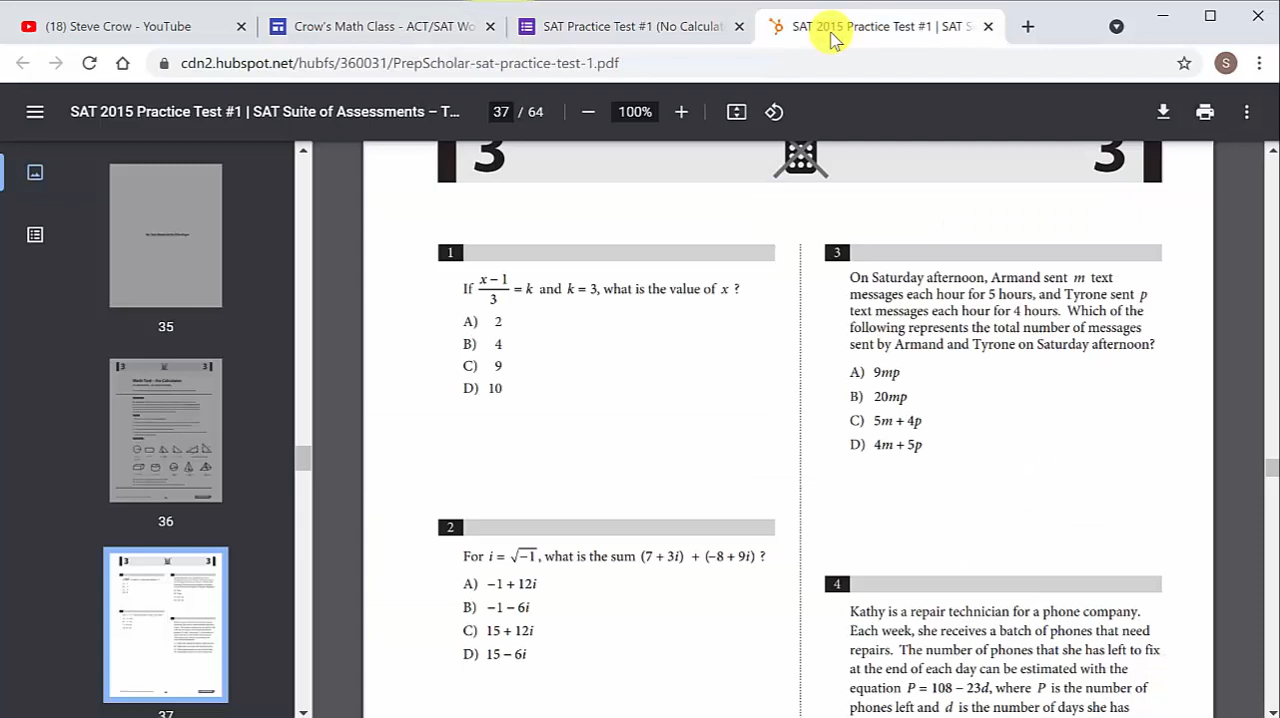 (18) Steve Crow - YouTube
Crow's Math Class - ACT/SAT Wo
SAT Practice Test #1 (No Calculat
SAT 2015 Practice Test #1 | SAT S
cdn2.hubspot.net/hubfs/360031/PrepScholar-sat-practice-test-1.pdf
S
SAT 2015 Practice Test #1 | SAT Suite of Assessments – T...
37 / 64
100%
35
36
37
3
3
1
If (x − 1)/3 = k and k = 3, what is the value of x ?
A) 2
B) 4
C) 9
D) 10
2
For i = √−1, what is the sum (7 + 3i) + (−8 + 9i) ?
A) −1 + 12i
B) −1 − 6i
C) 15 + 12i
D) 15 − 6i
3
On Saturday afternoon, Armand sent m text
messages each hour for 5 hours, and Tyrone sent p
text messages each hour for 4 hours. Which of the
following represents the total number of messages
sent by Armand and Tyrone on Saturday afternoon?
A) 9mp
B) 20mp
C) 5m + 4p
D) 4m + 5p
4
Kathy is a repair technician for a phone company.
Each week, she receives a batch of phones that need
repairs. The number of phones that she has left to fix
at the end of each day can be estimated with the
equation P = 108 − 23d, where P is the number of
phones left and d is the number of days she has